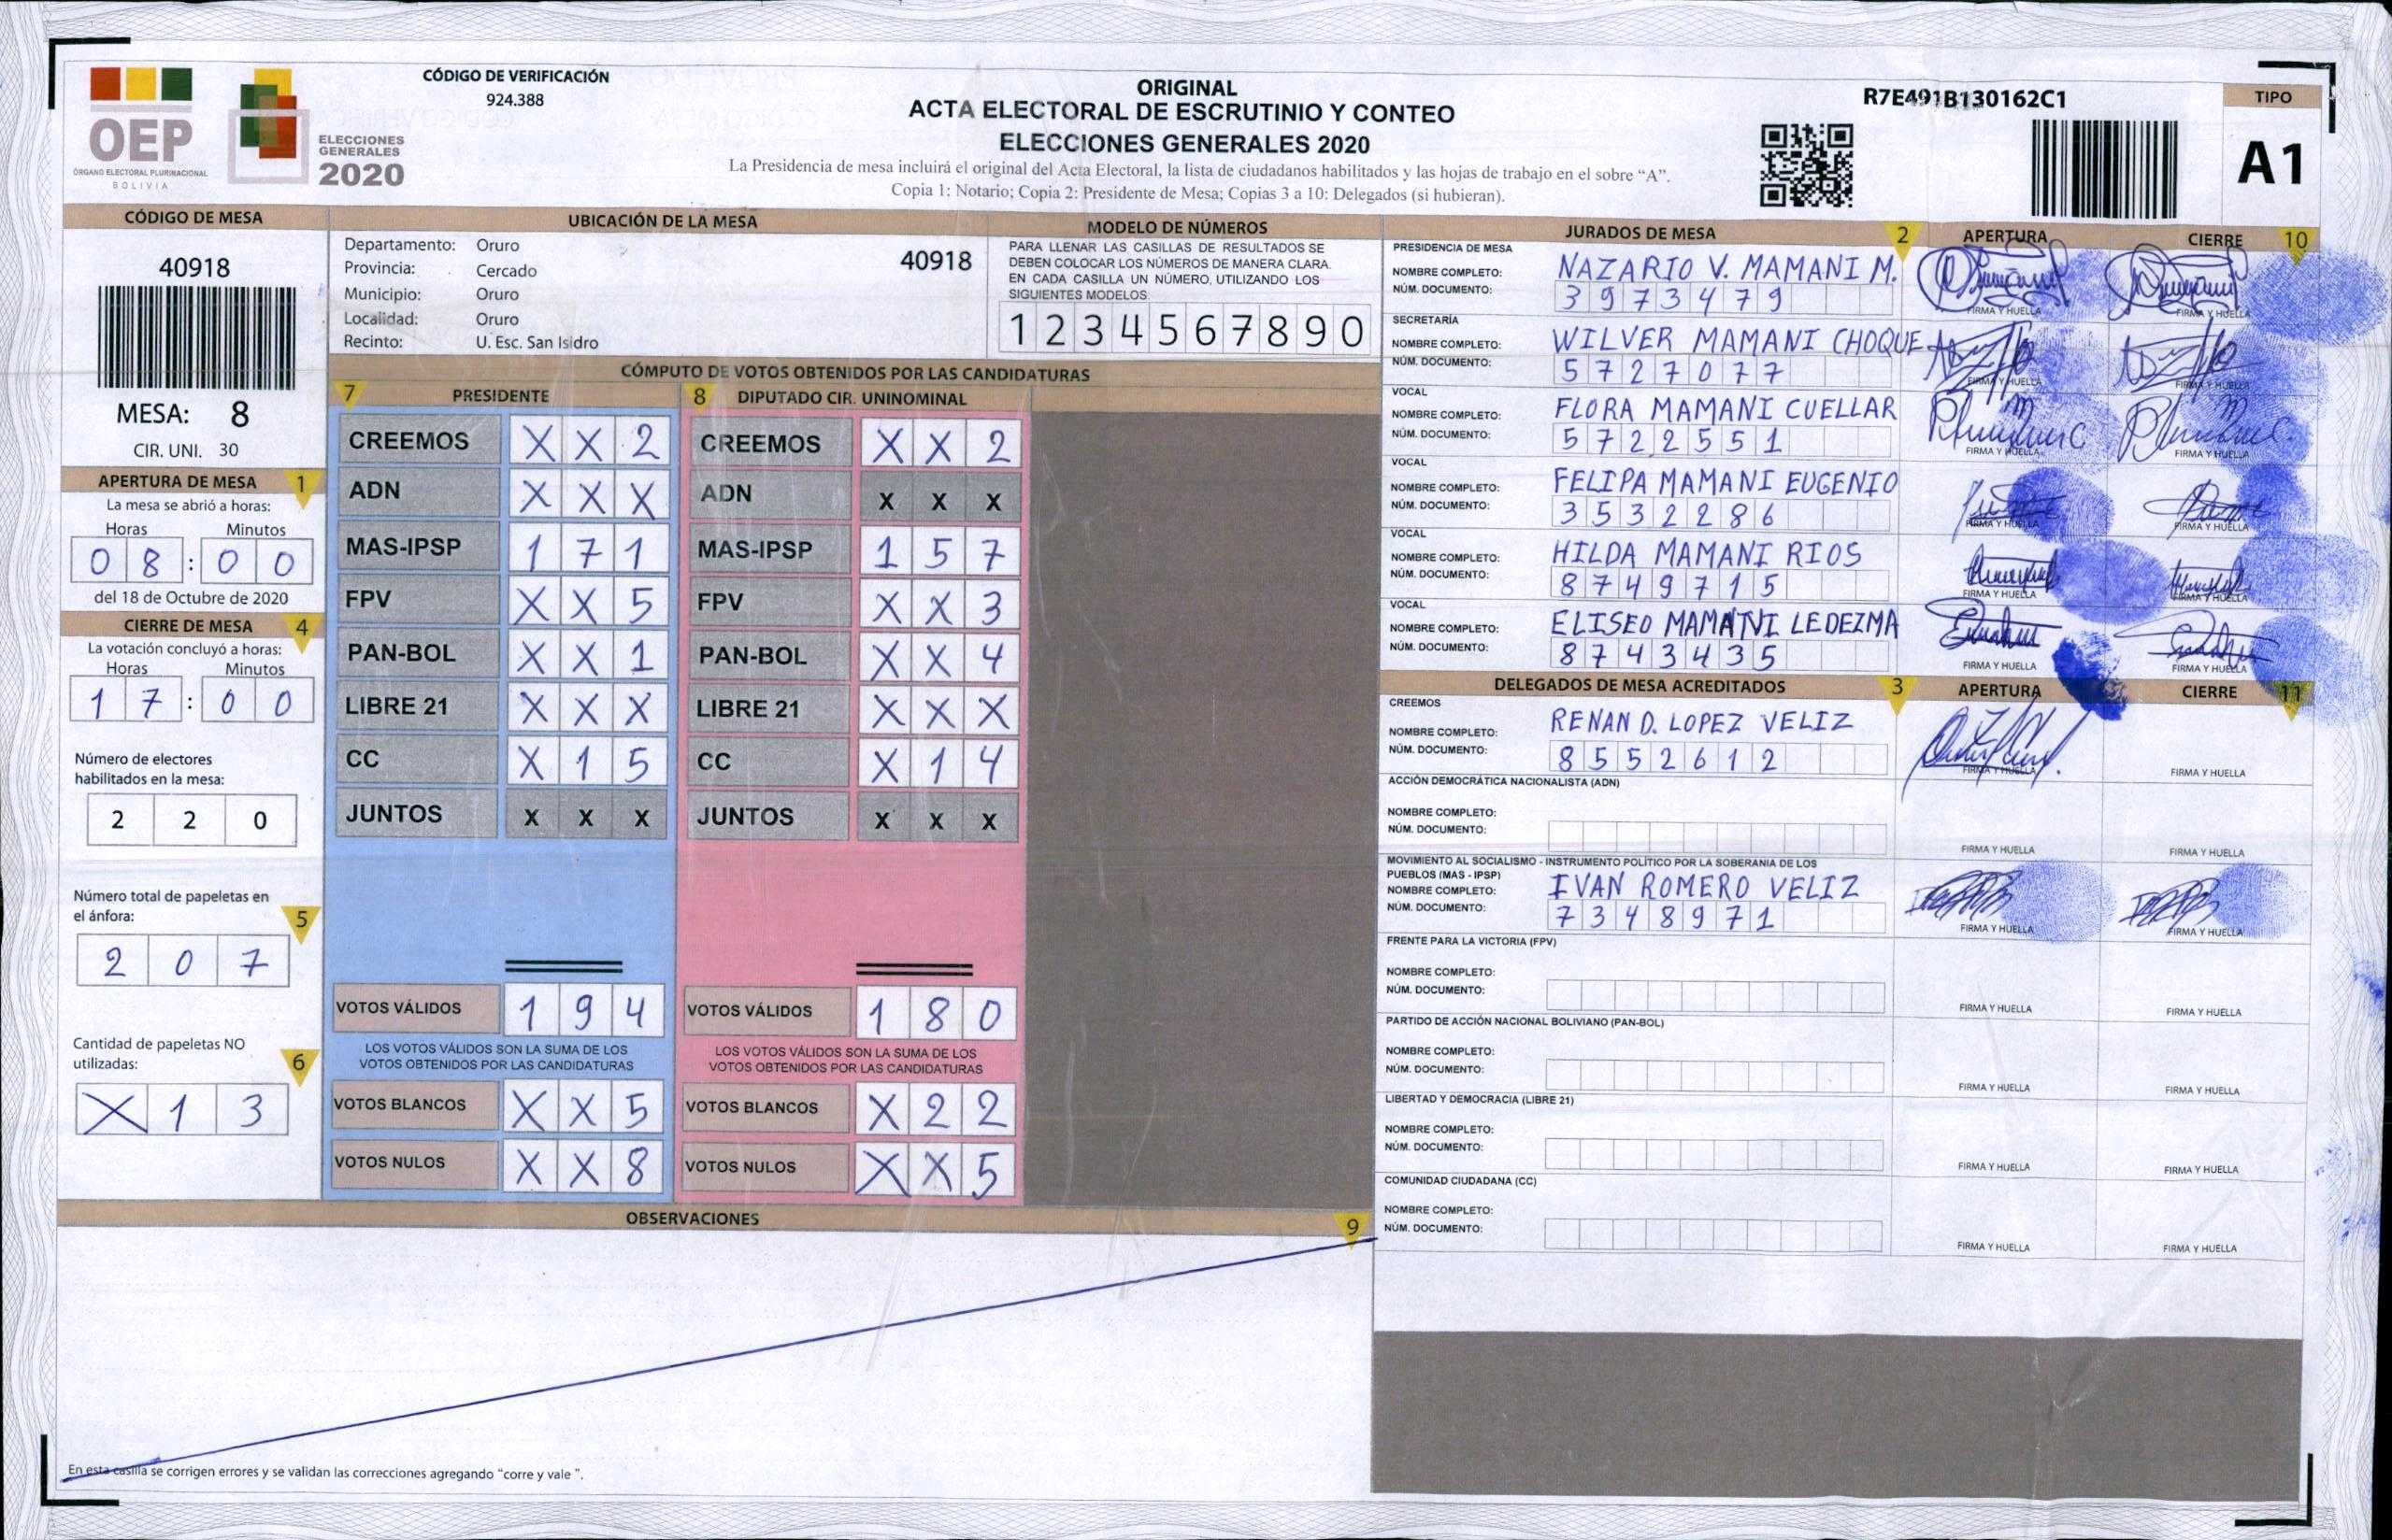 OEP
ÓRGANO ELECTORAL PLURINACIONAL
BOLIVIA
ELECCIONES
GENERALES
2020
CÓDIGO DE VERIFICACIÓN
924.388
ORIGINAL
ACTA ELECTORAL DE ESCRUTINIO Y CONTEO
ELECCIONES GENERALES 2020
La Presidencia de mesa incluirá el original del Acta Electoral, la lista de ciudadanos habilitados y las hojas de trabajo en el sobre “A”.
Copia 1: Notario; Copia 2: Presidente de Mesa; Copias 3 a 10: Delegados (si hubieran).
R7E491B130162C1
TIPO
A1
CÓDIGO DE MESA
40918
MESA: 8
CIR. UNI. 30
APERTURA DE MESA 1
La mesa se abrió a horas:
Horas Minutos
0 8 : 0 0
del 18 de Octubre de 2020
CIERRE DE MESA 4
La votación concluyó a horas:
Horas Minutos
1 7 : 0 0
Número de electores
habilitados en la mesa:
2 2 0
Número total de papeletas en
el ánfora: 5
2 0 7
Cantidad de papeletas NO
utilizadas: 6
X 1 3
UBICACIÓN DE LA MESA
Departamento: Oruro
Provincia: Cercado
Municipio: Oruro
Localidad: Oruro
Recinto: U. Esc. San Isidro
40918
MODELO DE NÚMEROS
PARA LLENAR LAS CASILLAS DE RESULTADOS SE
DEBEN COLOCAR LOS NÚMEROS DE MANERA CLARA.
EN CADA CASILLA UN NÚMERO, UTILIZANDO LOS
SIGUIENTES MODELOS:
1 2 3 4 5 6 7 8 9 0
CÓMPUTO DE VOTOS OBTENIDOS POR LAS CANDIDATURAS
7 PRESIDENTE
CREEMOS X X 2
ADN X X X
MAS-IPSP 1 7 1
FPV X X 5
PAN-BOL X X 1
LIBRE 21 X X X
CC X 1 5
JUNTOS X X X
VOTOS VÁLIDOS 1 9 4
LOS VOTOS VÁLIDOS SON LA SUMA DE LOS
VOTOS OBTENIDOS POR LAS CANDIDATURAS
VOTOS BLANCOS X X 5
VOTOS NULOS X X 8
8 DIPUTADO CIR. UNINOMINAL
CREEMOS X X 2
ADN X X X
MAS-IPSP 1 5 7
FPV X X 3
PAN-BOL X X 4
LIBRE 21 X X X
CC X 1 4
JUNTOS X X X
VOTOS VÁLIDOS 1 8 0
LOS VOTOS VÁLIDOS SON LA SUMA DE LOS
VOTOS OBTENIDOS POR LAS CANDIDATURAS
VOTOS BLANCOS X 2 2
VOTOS NULOS X X 5
OBSERVACIONES 9
En esta casilla se corrigen errores y se validan las correcciones agregando “corre y vale ”.
JURADOS DE MESA 2 APERTURA CIERRE 10
PRESIDENCIA DE MESA
NOMBRE COMPLETO: NAZARIO V. MAMANI M.
NÚM. DOCUMENTO: 3973479
FIRMA Y HUELLA FIRMA Y HUELLA
SECRETARÍA
NOMBRE COMPLETO: WILVER MAMANI CHOQUE
NÚM. DOCUMENTO: 5727077
FIRMA Y HUELLA FIRMA Y HUELLA
VOCAL
NOMBRE COMPLETO: FLORA MAMANI CUELLAR
NÚM. DOCUMENTO: 5722551
FIRMA Y HUELLA FIRMA Y HUELLA
VOCAL
NOMBRE COMPLETO: FELIPA MAMANI EUGENIO
NÚM. DOCUMENTO: 3532286
FIRMA Y HUELLA FIRMA Y HUELLA
VOCAL
NOMBRE COMPLETO: HILDA MAMANI RIOS
NÚM. DOCUMENTO: 8749715
FIRMA Y HUELLA FIRMA Y HUELLA
VOCAL
NOMBRE COMPLETO: ELISEO MAMANI LEDEZMA
NÚM. DOCUMENTO: 8743435
FIRMA Y HUELLA FIRMA Y HUELLA
DELEGADOS DE MESA ACREDITADOS 3 APERTURA CIERRE 11
CREEMOS
NOMBRE COMPLETO: RENAN D. LOPEZ VELIZ
NÚM. DOCUMENTO: 8552612
FIRMA Y HUELLA FIRMA Y HUELLA
ACCIÓN DEMOCRÁTICA NACIONALISTA (ADN)
NOMBRE COMPLETO:
NÚM. DOCUMENTO:
FIRMA Y HUELLA FIRMA Y HUELLA
MOVIMIENTO AL SOCIALISMO - INSTRUMENTO POLÍTICO POR LA SOBERANIA DE LOS
PUEBLOS (MAS - IPSP)
NOMBRE COMPLETO: IVAN ROMERO VELIZ
NÚM. DOCUMENTO: 7348971
FIRMA Y HUELLA FIRMA Y HUELLA
FRENTE PARA LA VICTORIA (FPV)
NOMBRE COMPLETO:
NÚM. DOCUMENTO:
FIRMA Y HUELLA FIRMA Y HUELLA
PARTIDO DE ACCIÓN NACIONAL BOLIVIANO (PAN-BOL)
NOMBRE COMPLETO:
NÚM. DOCUMENTO:
FIRMA Y HUELLA FIRMA Y HUELLA
LIBERTAD Y DEMOCRACIA (LIBRE 21)
NOMBRE COMPLETO:
NÚM. DOCUMENTO:
FIRMA Y HUELLA FIRMA Y HUELLA
COMUNIDAD CIUDADANA (CC)
NOMBRE COMPLETO:
NÚM. DOCUMENTO:
FIRMA Y HUELLA FIRMA Y HUELLA